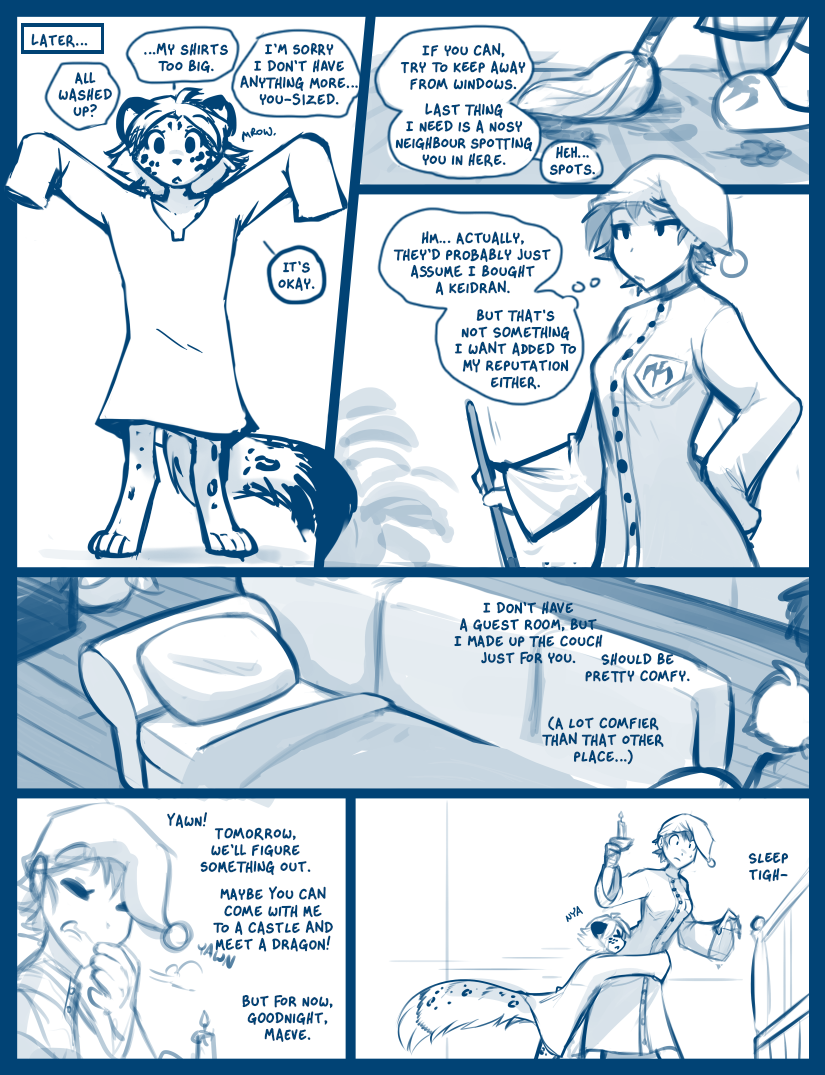 LATER...
ALL
WASHED
UP?
...MY SHIRTS
TOO BIG.
I'M SORRY
I DON'T HAVE
ANYTHING MORE...
YOU-SIZED.
MROW.
IT'S
OKAY.
IF YOU CAN,
TRY TO KEEP AWAY
FROM WINDOWS.
LAST THING
I NEED IS A NOSY
NEIGHBOUR SPOTTING
YOU IN HERE.
HEH...
SPOTS.
HM... ACTUALLY,
THEY'D PROBABLY JUST
ASSUME I BOUGHT
A KEIDRAN.
BUT THAT'S
NOT SOMETHING
I WANT ADDED TO
MY REPUTATION
EITHER.
I DON'T HAVE
A GUEST ROOM, BUT
I MADE UP THE COUCH
JUST FOR YOU.
SHOULD BE
PRETTY COMFY.
(A LOT COMFIER
THAN THAT OTHER
PLACE...)
YAWN!
TOMORROW,
WE'LL FIGURE
SOMETHING OUT.
MAYBE YOU CAN
COME WITH ME
TO A CASTLE AND
MEET A DRAGON!
YAWN
BUT FOR NOW,
GOODNIGHT,
MAEVE.
NYA
SLEEP
TIGH-